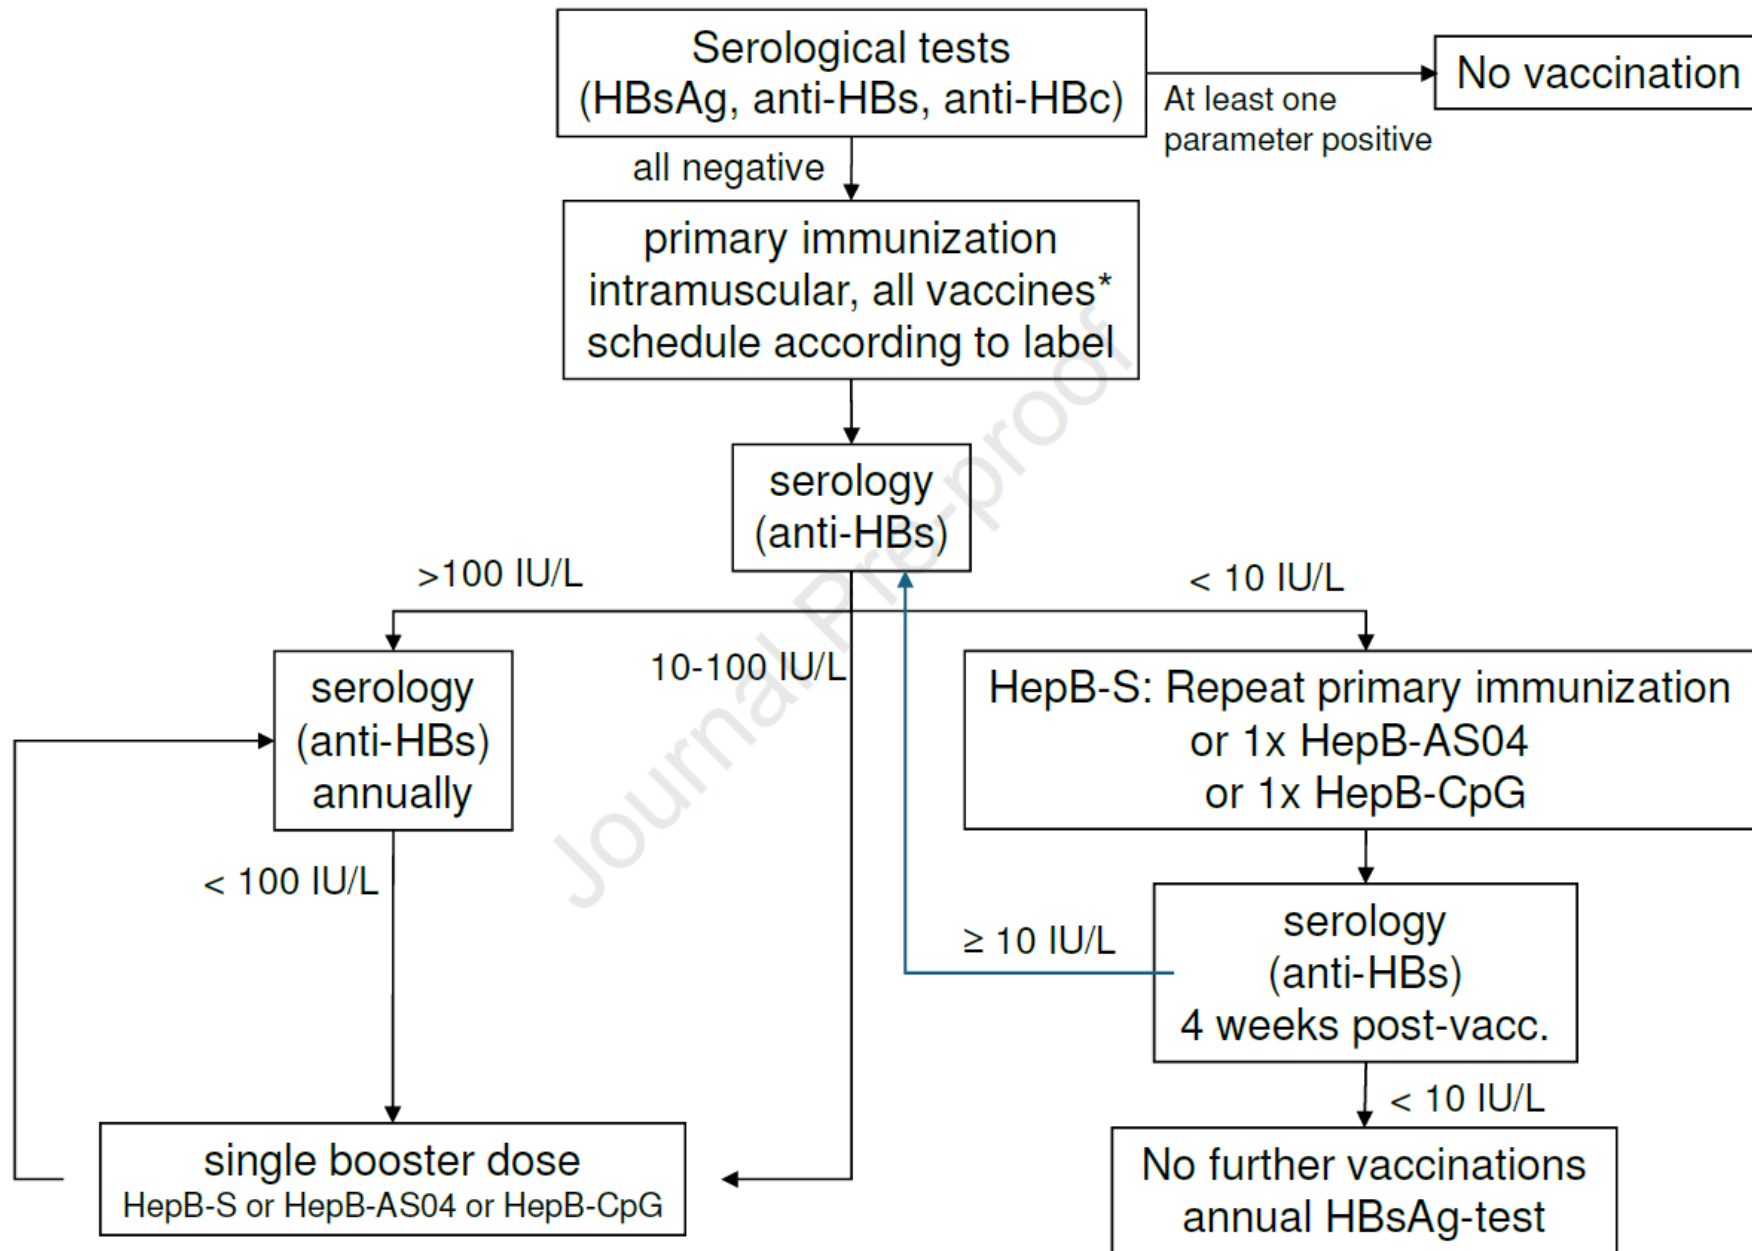 Serological tests
(HBsAg, anti-HBs, anti-HBc)
At least one
parameter positive
No vaccination
all negative
primary immunization
intramuscular, all vaccines*
schedule according to label
serology
(anti-HBs)
>100 IU/L
10-100 IU/L
< 10 IU/L
serology
(anti-HBs)
annually
HepB-S: Repeat primary immunization
or 1x HepB-AS04
or 1x HepB-CpG
< 100 IU/L
≥ 10 IU/L
serology
(anti-HBs)
4 weeks post-vacc.
< 10 IU/L
single booster dose
HepB-S or HepB-AS04 or HepB-CpG
No further vaccinations
annual HBsAg-test
Journal Pre-proof